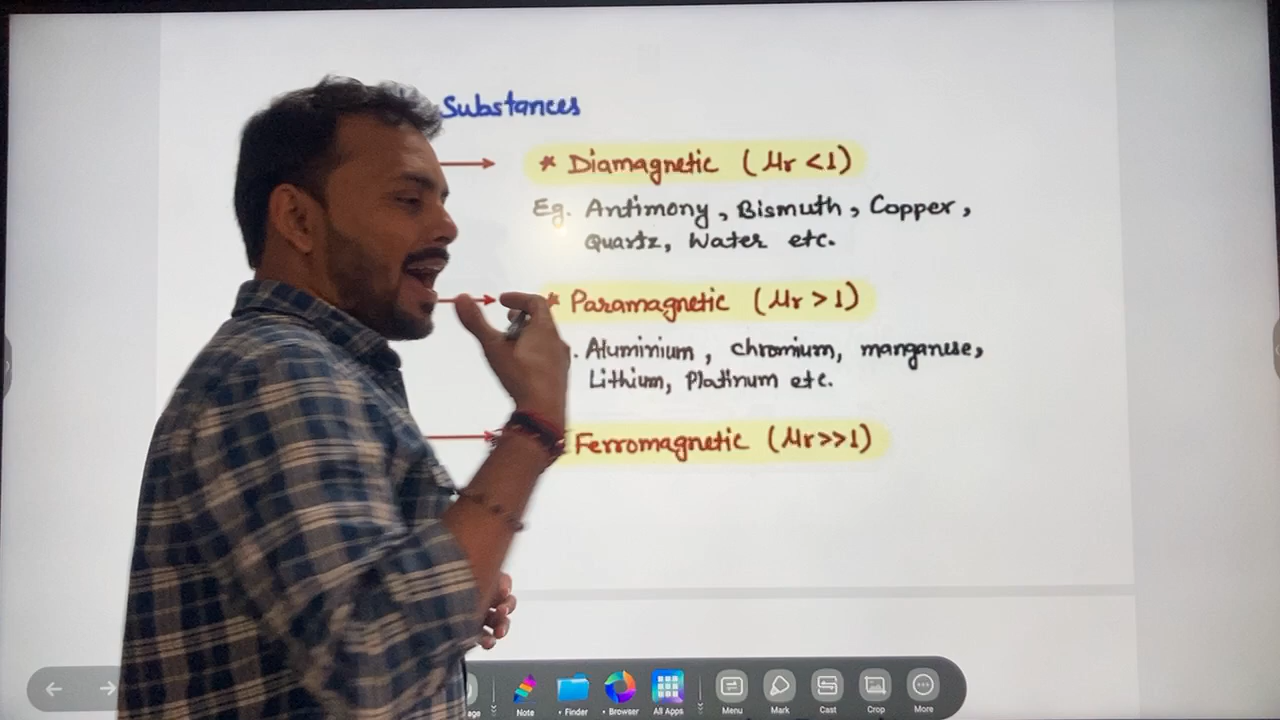 Substances
* Diamagnetic (μr <1)
Eg. Antimony, Bismuth, Copper,
Quartz, Water etc.
* Paramagnetic (μr >1)
. Aluminium, chromium, manganese,
Lithium, Platinum etc.
Ferromagnetic (μr>>1)
age Note • Finder • Browser All Apps Menu Mark Cast Crop More